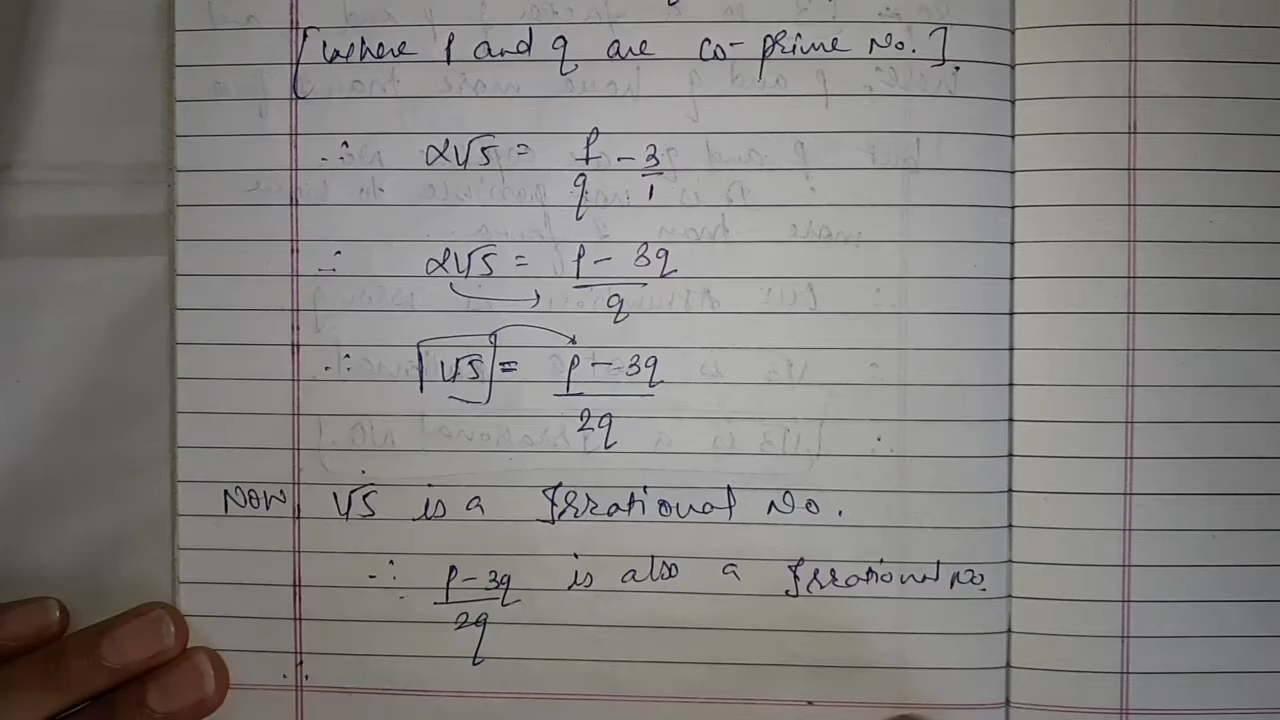 [where p and q are co-prime No.].
∴ 2√5 = p/q - 3/1
∴ 2√5 = p - 3q / q
∴ √5 = p - 3q / 2q
Now √5 is a Irrational No.
∴ p - 3q / 2q is also a Irrational No.
∴